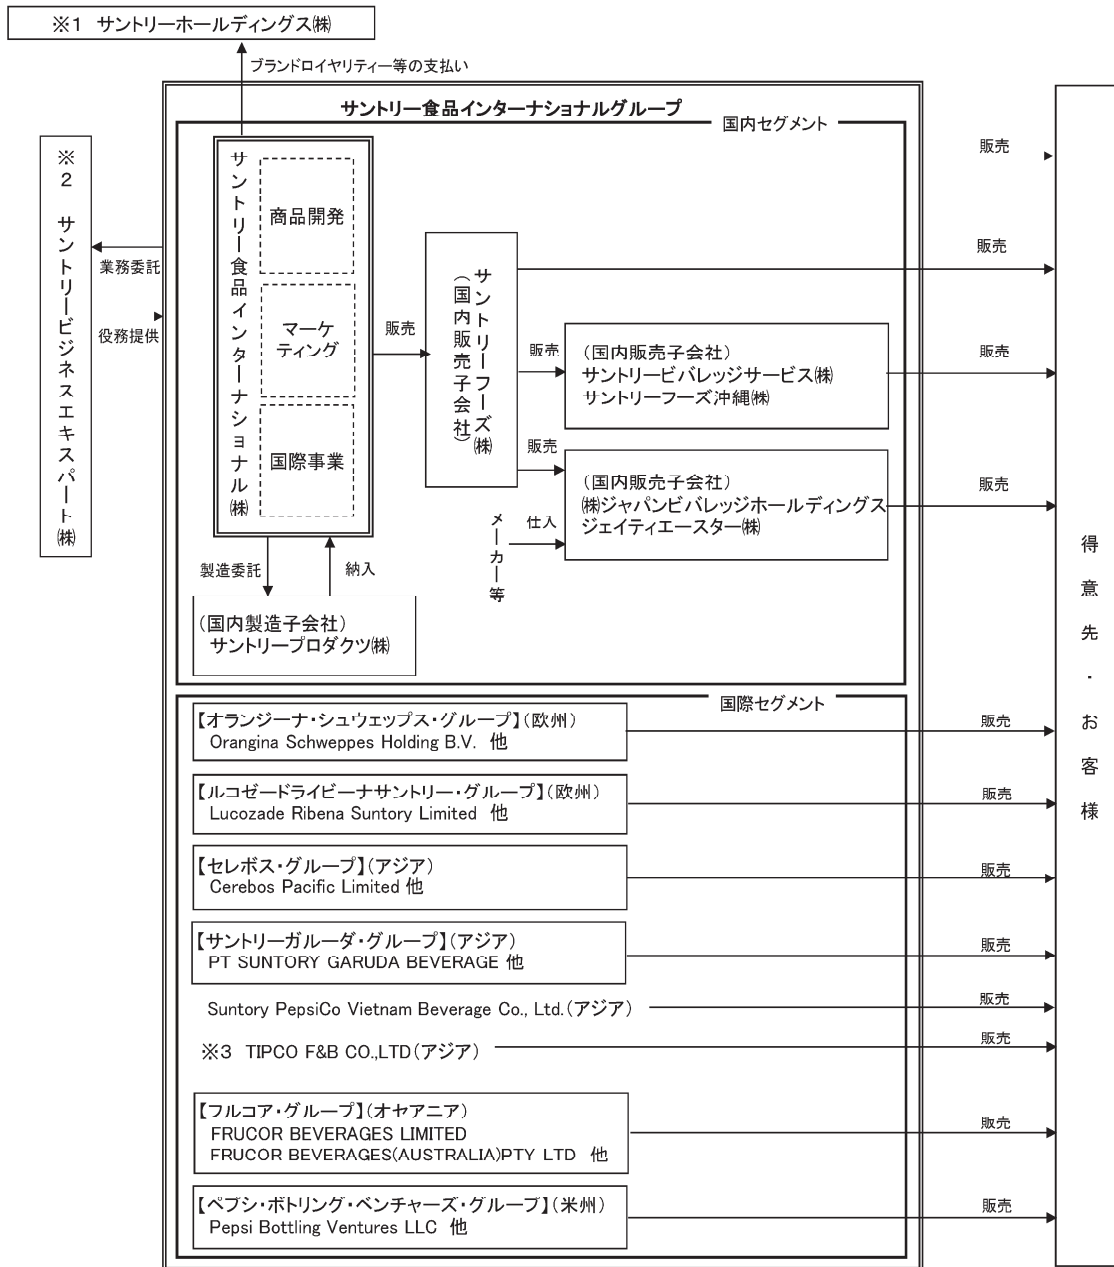 ※1 サントリーホールディングス㈱
ブランドロイヤリティー等の支払い
サントリー食品インターナショナルグループ
国内セグメント
※2 サントリービジネスエキスパート㈱
業務委託
役務提供
サントリー食品インターナショナル㈱
商品開発
マーケ
ティング
国際事業
販売
サントリーフーズ㈱
(国内販売子会社)
販売
販売
販売
(国内販売子会社)
サントリービバレッジサービス㈱
サントリーフーズ沖縄㈱
販売
販売
(国内販売子会社)
㈱ジャパンビバレッジホールディングス
ジェイティエースター㈱
販売
メーカー等
仕入
製造委託
納入
(国内製造子会社)
サントリープロダクツ㈱
得意先・お客様
国際セグメント
【オランジーナ・シュウェップス・グループ】(欧州)
Orangina Schweppes Holding B.V. 他
販売
【ルコゼードライビーナサントリー・グループ】(欧州)
Lucozade Ribena Suntory Limited 他
販売
【セレボス・グループ】(アジア)
Cerebos Pacific Limited 他
販売
【サントリーガルーダ・グループ】(アジア)
PT SUNTORY GARUDA BEVERAGE 他
販売
Suntory PepsiCo Vietnam Beverage Co., Ltd.(アジア)
販売
※3 TIPCO F&B CO.,LTD(アジア)
販売
【フルコア・グループ】(オセアニア)
FRUCOR BEVERAGES LIMITED
FRUCOR BEVERAGES(AUSTRALIA)PTY LTD 他
販売
【ペプシ・ボトリング・ベンチャーズ・グループ】(米州)
Pepsi Bottling Ventures LLC 他
販売